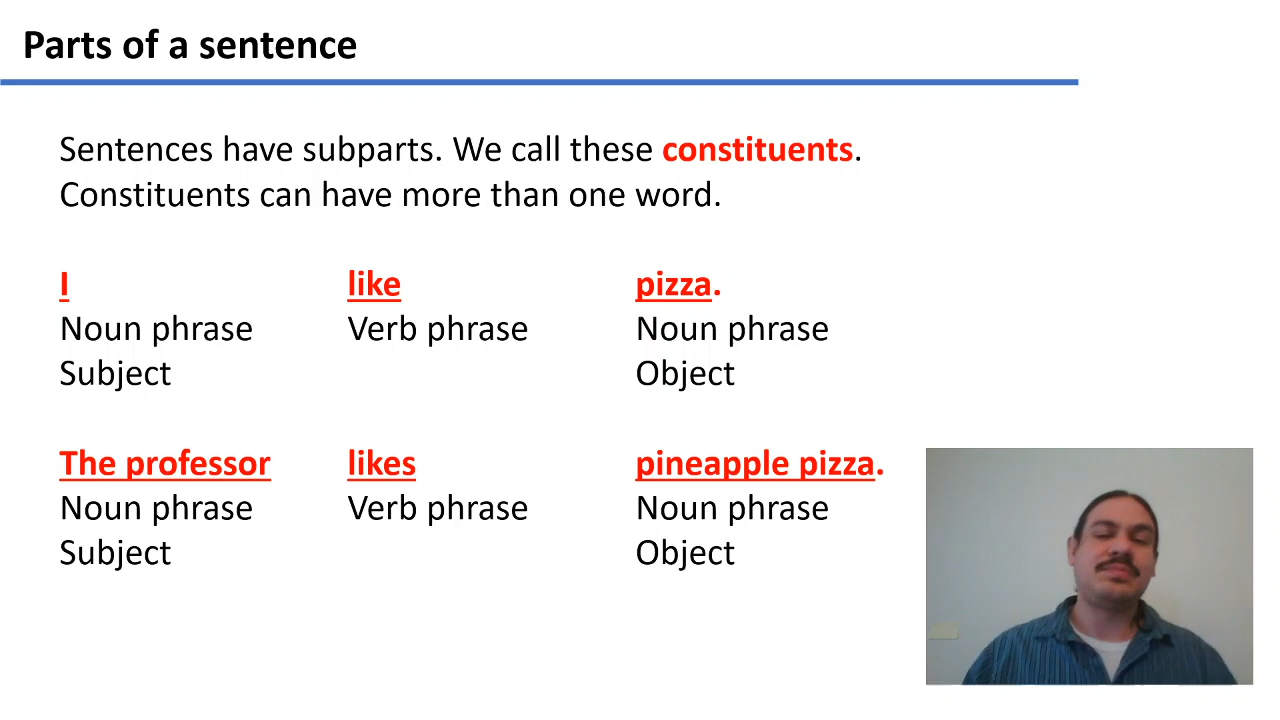 Parts of a sentence
Sentences have subparts. We call these constituents.
Constituents can have more than one word.
I like pizza.
Noun phrase Verb phrase Noun phrase
Subject Object
The professor likes pineapple pizza.
Noun phrase Verb phrase Noun phrase
Subject Object